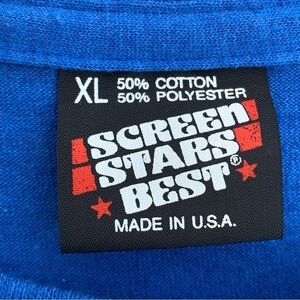 XL 50% COTTON
50% POLYESTER
SCREEN
STARS
BEST®
MADE IN U.S.A.